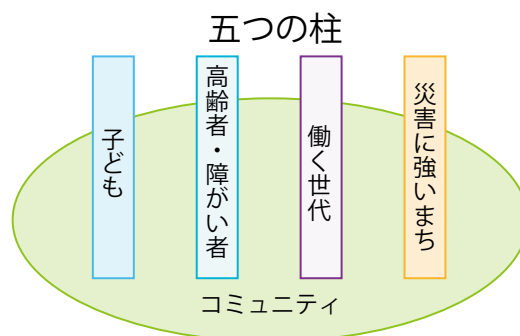 五つの柱
子ども
高齢者・障がい者
働く世代
災害に強いまち
コミュニティ